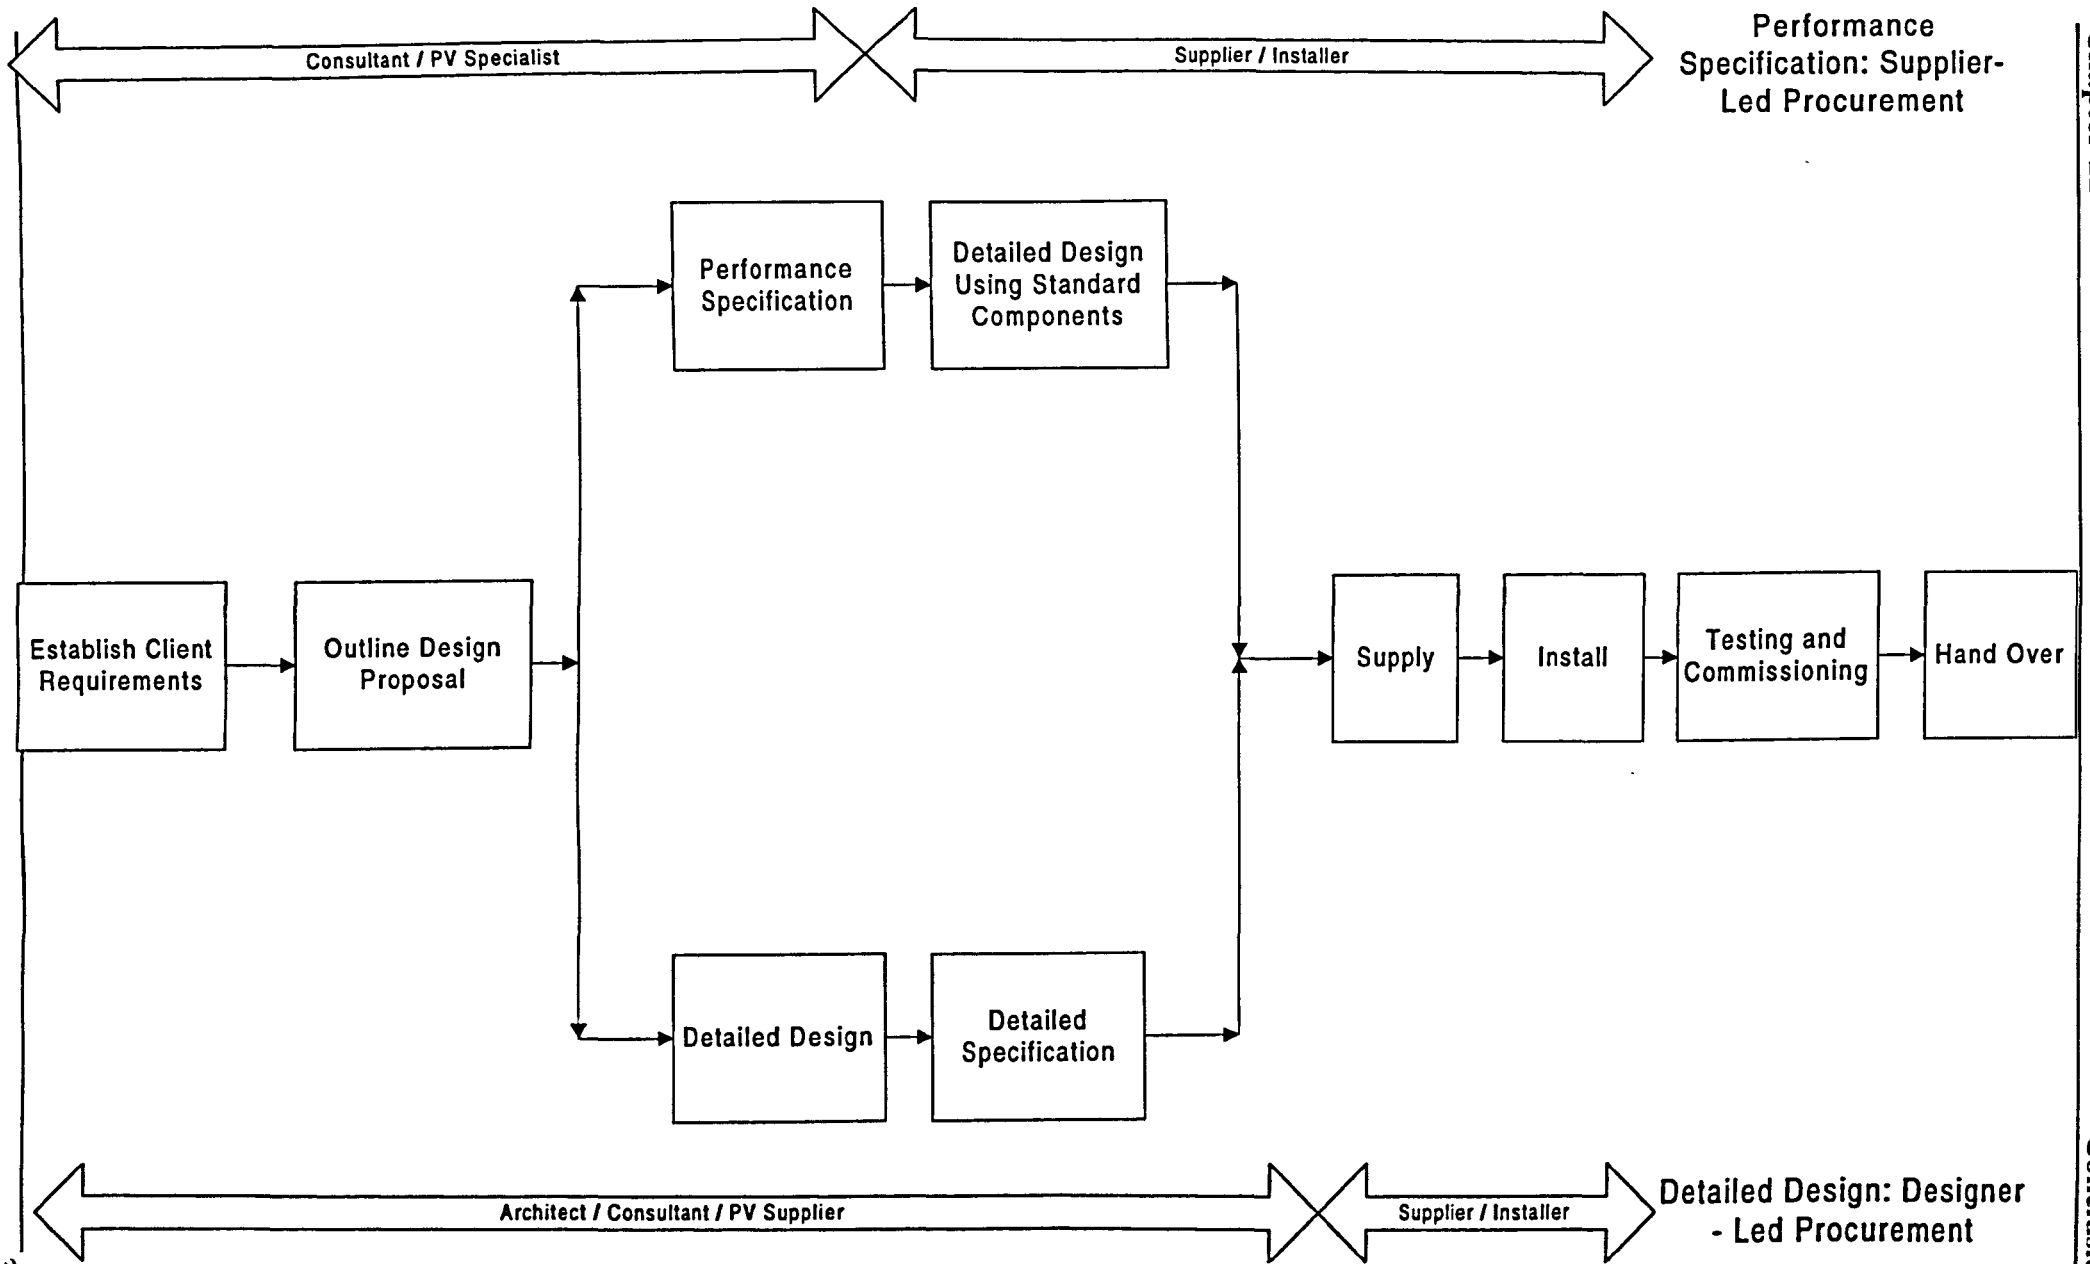 Consultant / PV Specialist
Supplier / Installer
Performance
Specification: Supplier-
Led Procurement
Performance
Specification
Detailed Design
Using Standard
Components
Establish Client
Requirements
Outline Design
Proposal
Supply
Install
Testing and
Commissioning
Hand Over
Detailed Design
Detailed
Specification
Architect / Consultant / PV Supplier
Supplier / Installer
Detailed Design: Designer
- Led Procurement